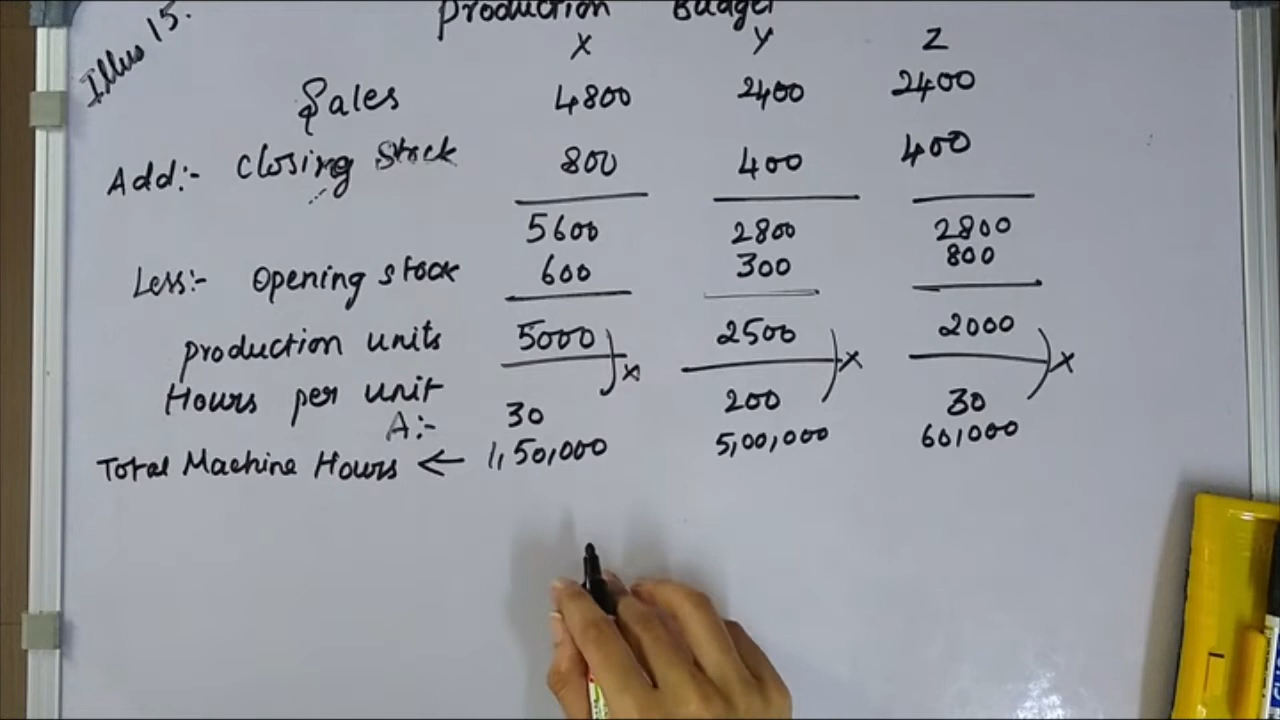 Illus 15.
Production Budget
X Y Z
Sales 4800 2400 2400
Add:- Closing Stock 800 400 400
5600 2800 2800
Less:- Opening stock 600 300 800
production units 5000 2500 2000
x x x
Hours per unit
A:- 30 200 30
Total Machine Hours ← 1,50,000 5,00,000 60,000